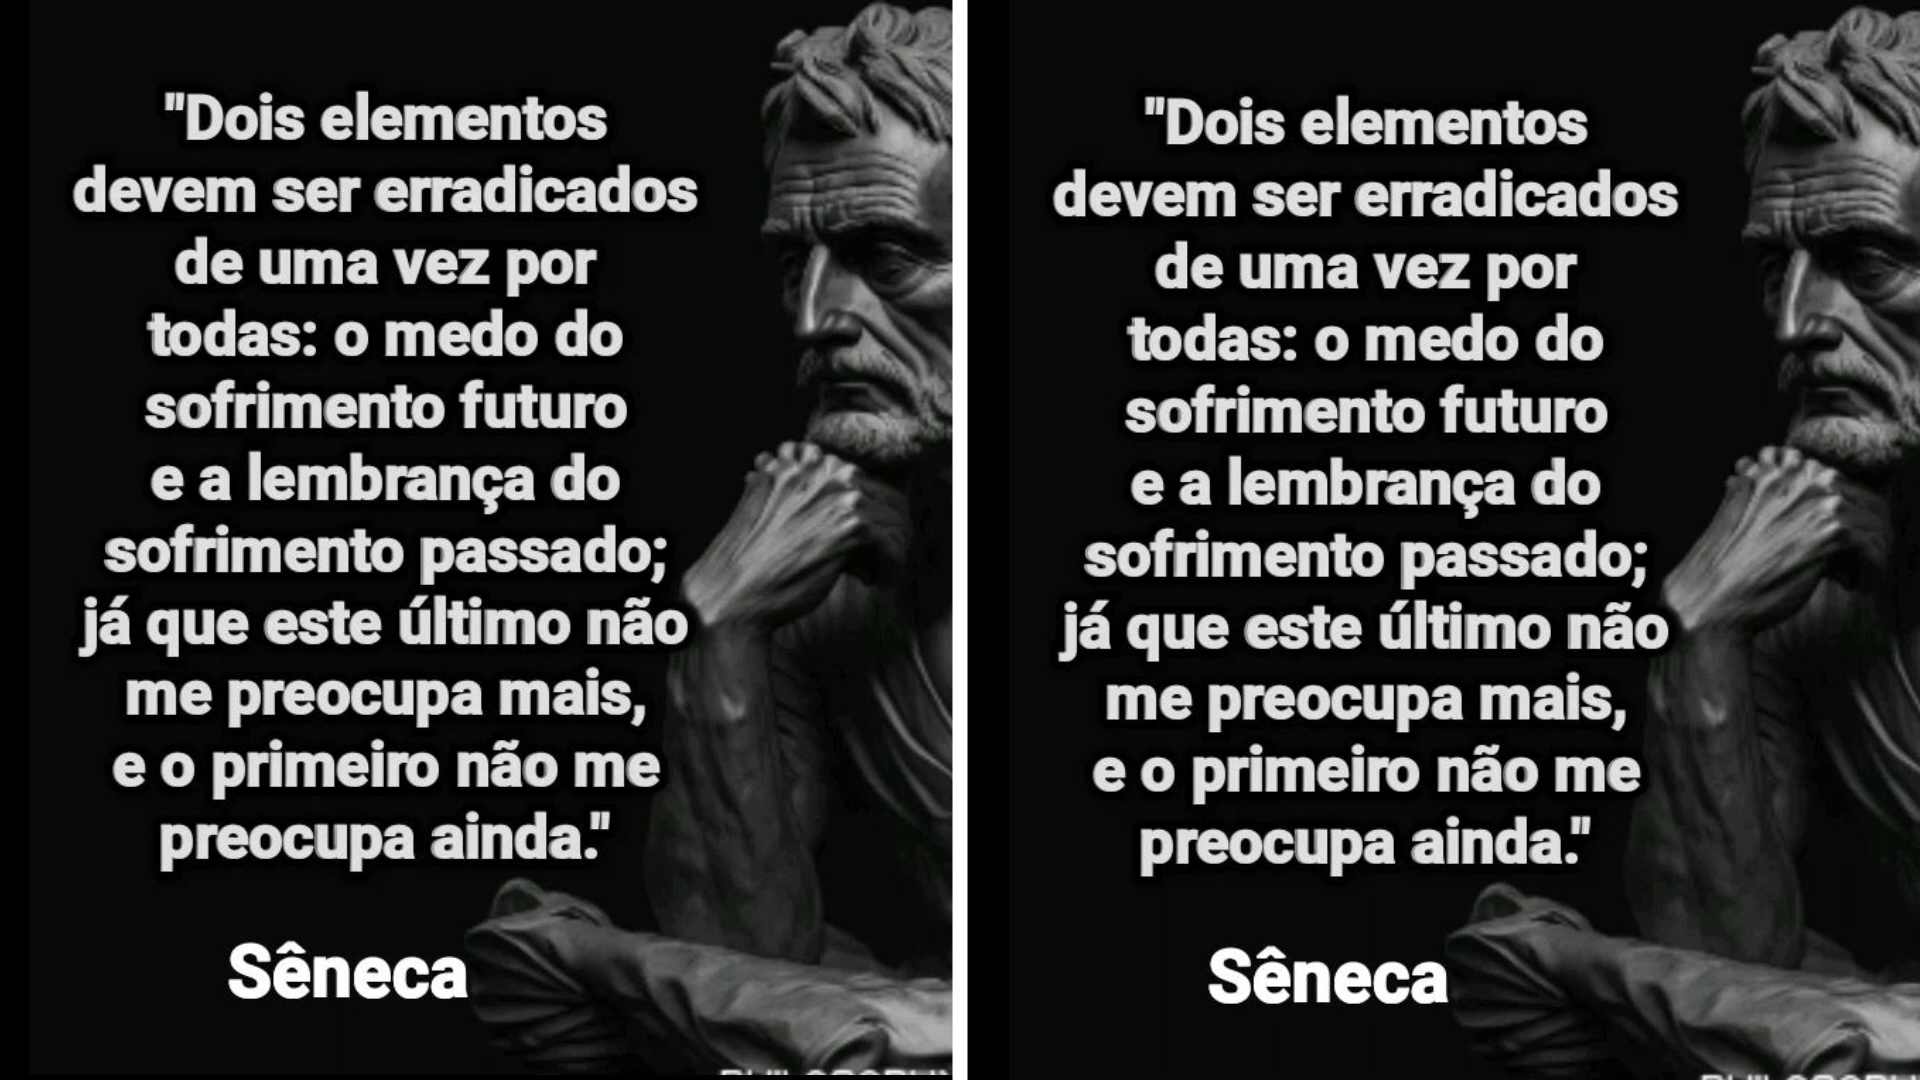 "Dois elementos
devem ser erradicados
de uma vez por
todas: o medo do
sofrimento futuro
e a lembrança do
sofrimento passado;
já que este último não
me preocupa mais,
e o primeiro não me
preocupa ainda."
Sêneca
"Dois elementos
devem ser erradicados
de uma vez por
todas: o medo do
sofrimento futuro
e a lembrança do
sofrimento passado;
já que este último não
me preocupa mais,
e o primeiro não me
preocupa ainda."
Sêneca